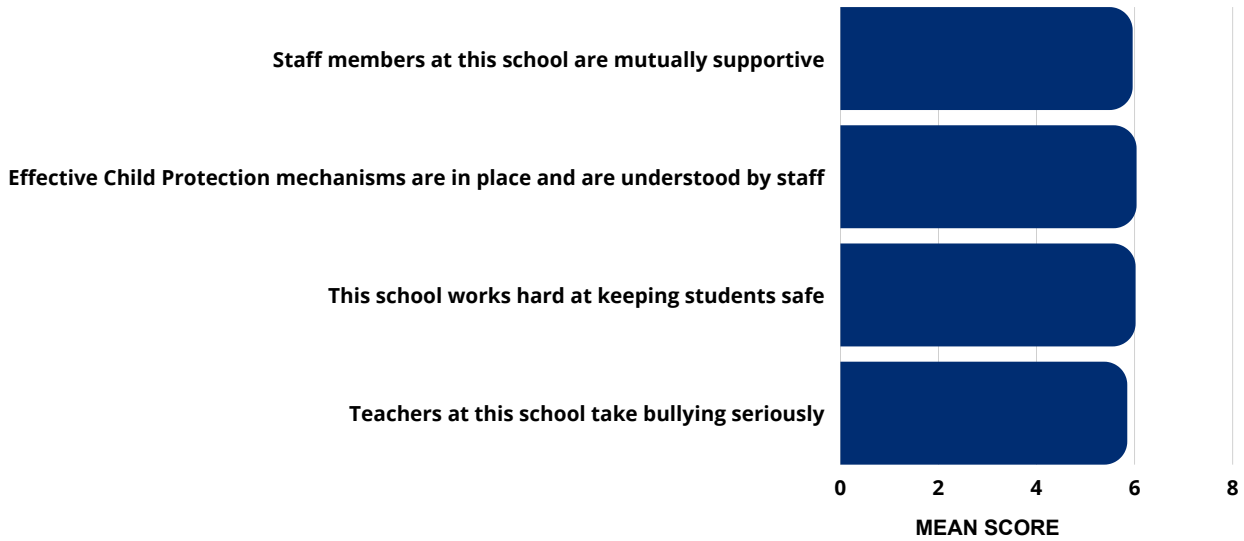 Staff members at this school are mutually supportive
Effective Child Protection mechanisms are in place and are understood by staff
This school works hard at keeping students safe
Teachers at this school take bullying seriously
0 2 4 6 8
MEAN SCORE